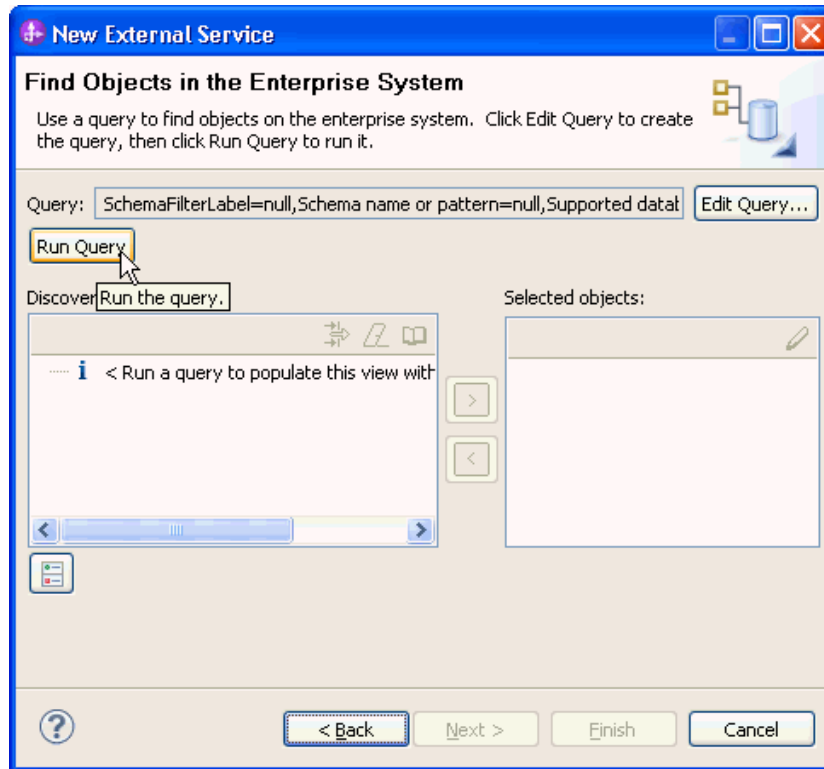 New External Service
Find Objects in the Enterprise System
Use a query to find objects on the enterprise system. Click Edit Query to create
the query, then click Run Query to run it.
Query: SchemaFilterLabel=null,Schema name or pattern=null,Supported datab Edit Query...
Run Query
Discover Run the query. Selected objects:
i < Run a query to populate this view with
> 
<
? < Back Next > Finish Cancel